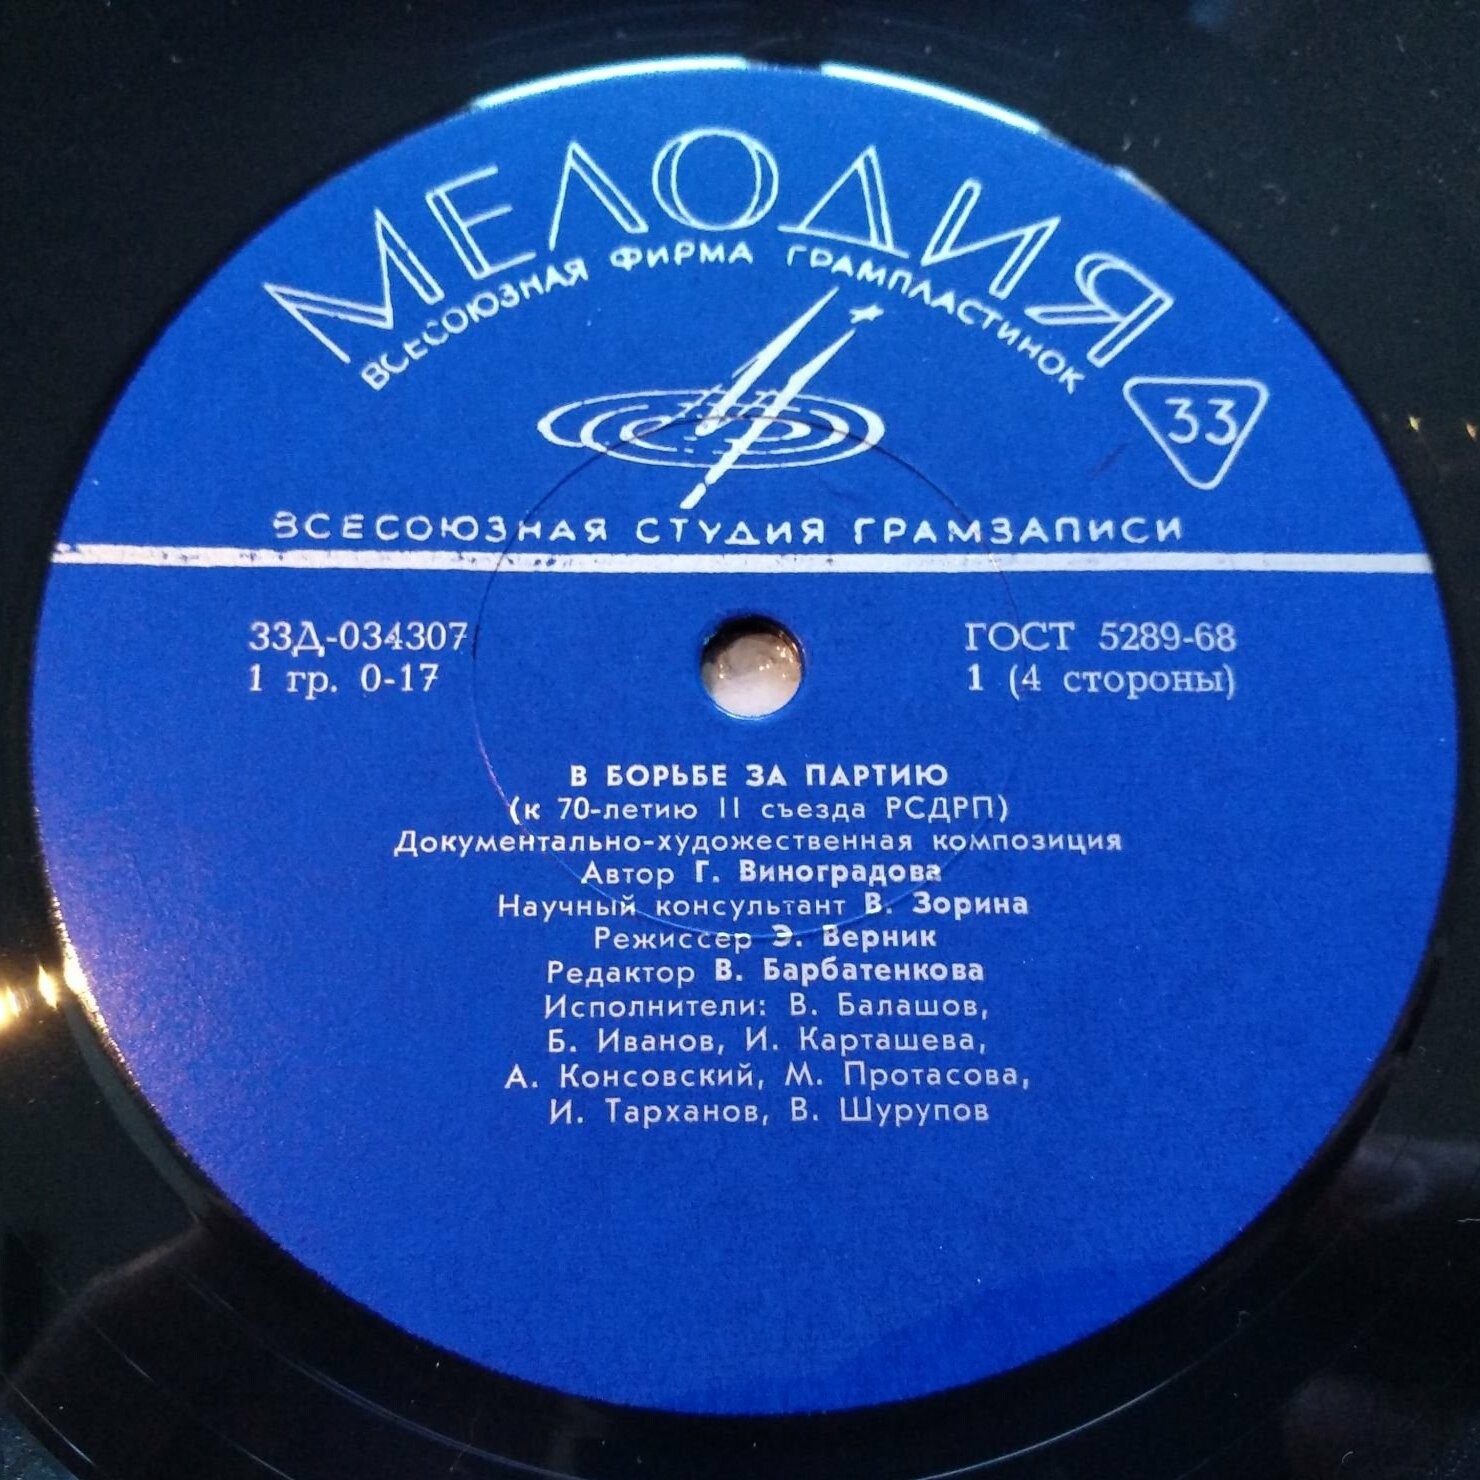 МЕЛОДИЯ
ВСЕСОЮЗНАЯ ФИРМА ГРАМПЛАСТИНОК
33
ВСЕСОЮЗНАЯ СТУДИЯ ГРАМЗАПИСИ
33Д-034307
1 гр. 0-17
ГОСТ 5289-68
1 (4 стороны)
В БОРЬБЕ ЗА ПАРТИЮ
(к 70-летию II съезда РСДРП)
Документально-художественная композиция
Автор Г. Виноградова
Научный консультант В. Зорина
Режиссер Э. Верник
Редактор В. Барбатенкова
Исполнители: В. Балашов,
Б. Иванов, И. Карташева,
А. Консовский, М. Протасова,
И. Тарханов, В. Шурупов